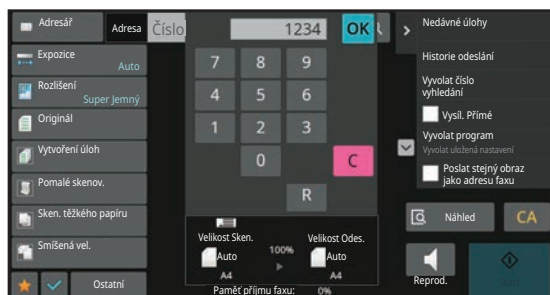 Adresář
Adresa
Číslo
1234
OK
Nedávné úlohy
Expozice
Auto
Historie odeslání
Rozlišení
Super Jemný
Vyvolat číslo
vyhledání
Originál
Vysíl. Přímé
Vytvoření úloh
Vyvolat program
Vyvolat uložená nastavení
Pomalé skenov.
Poslat stejný obraz
jako adresu faxu
Sken. těžkého papíru
Smíšená vel.
Ostatní
7 8 9
4 5 6
1 2 3
0 C
R
Velikost Sken.
Auto
A4
100%
Velikost Odes.
Auto
A4
Paměť příjmu faxu: 0%
Náhled
CA
Reprod.
Start